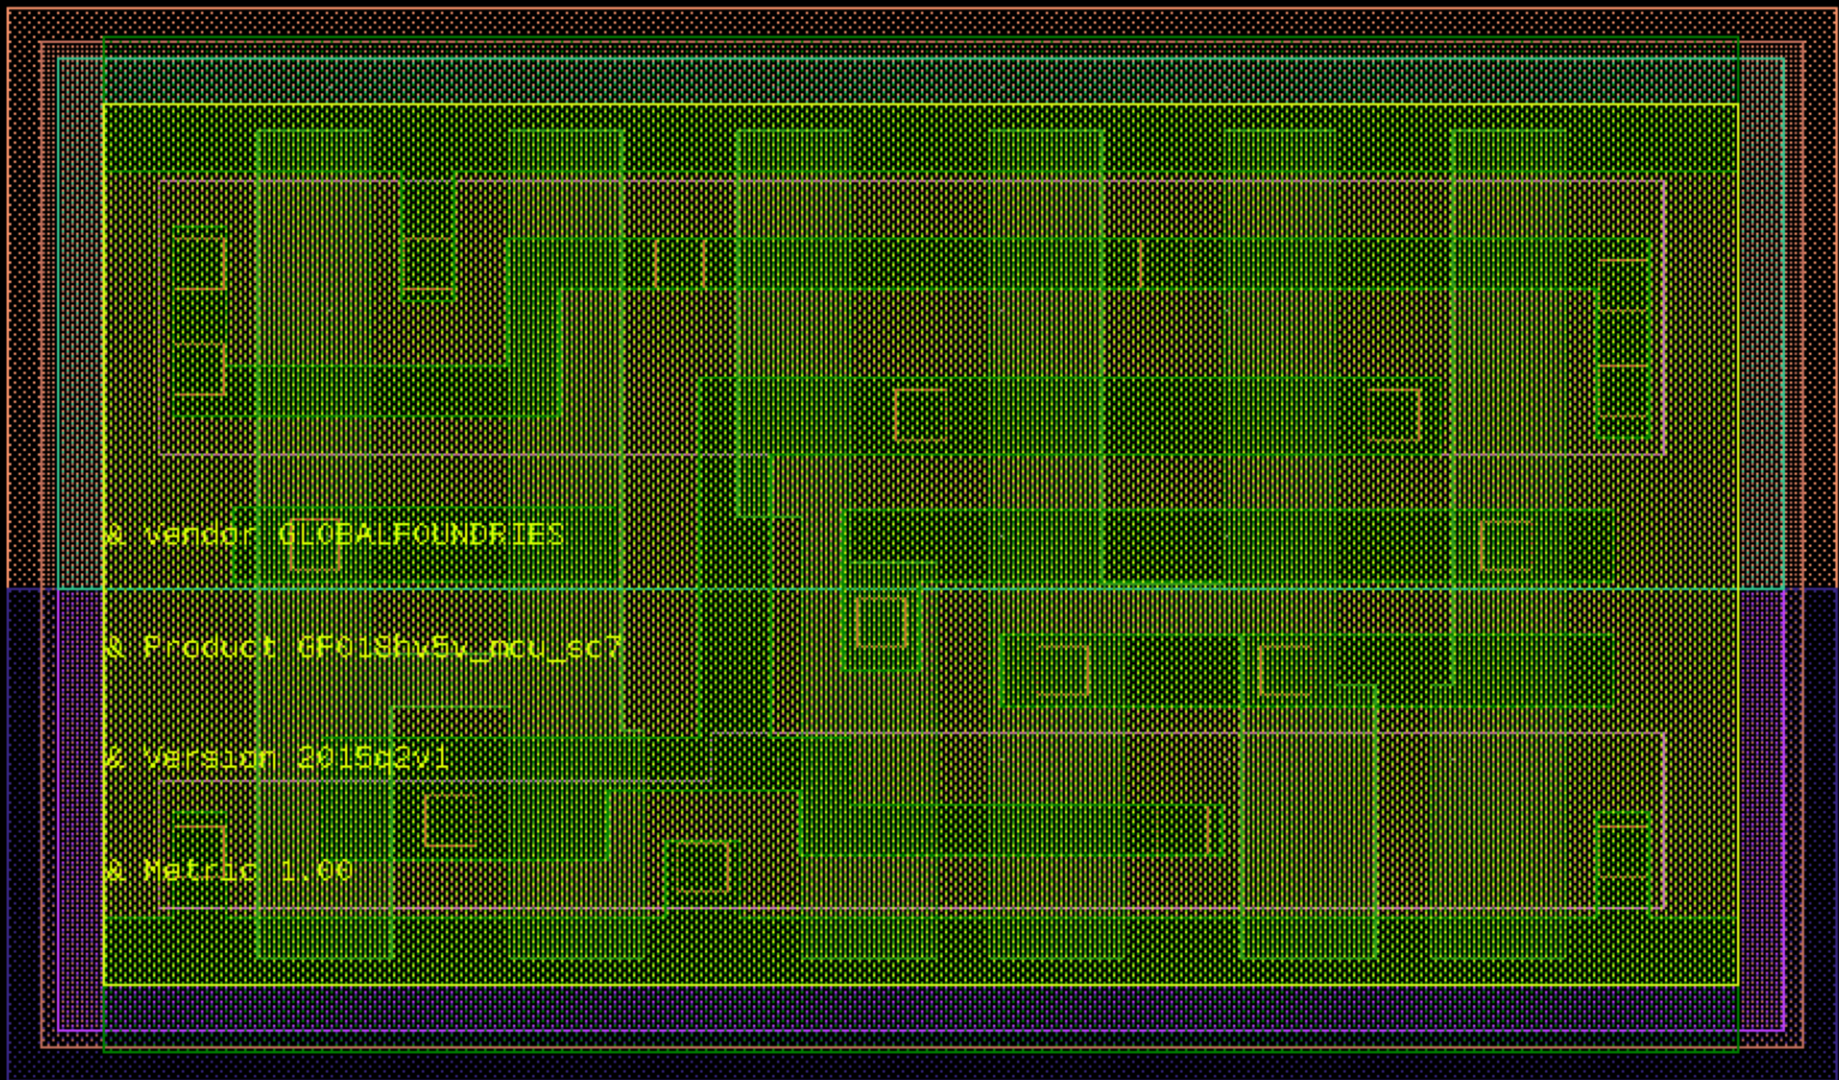 & vendor GLOBALFOUNDRIES
& Product GF018hv5v_mcu_sc7
& Version 2015q2v1
& Metric 1.00